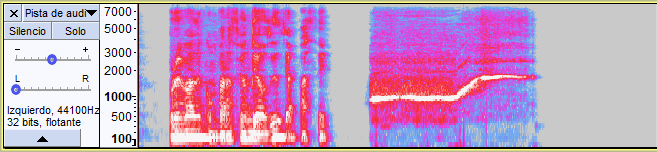 Pista de audi
Silencio Solo
- +
L R
Izquierdo, 44100Hz
32 bits, flotante
7000
5000
3000
2000
1000
500
100